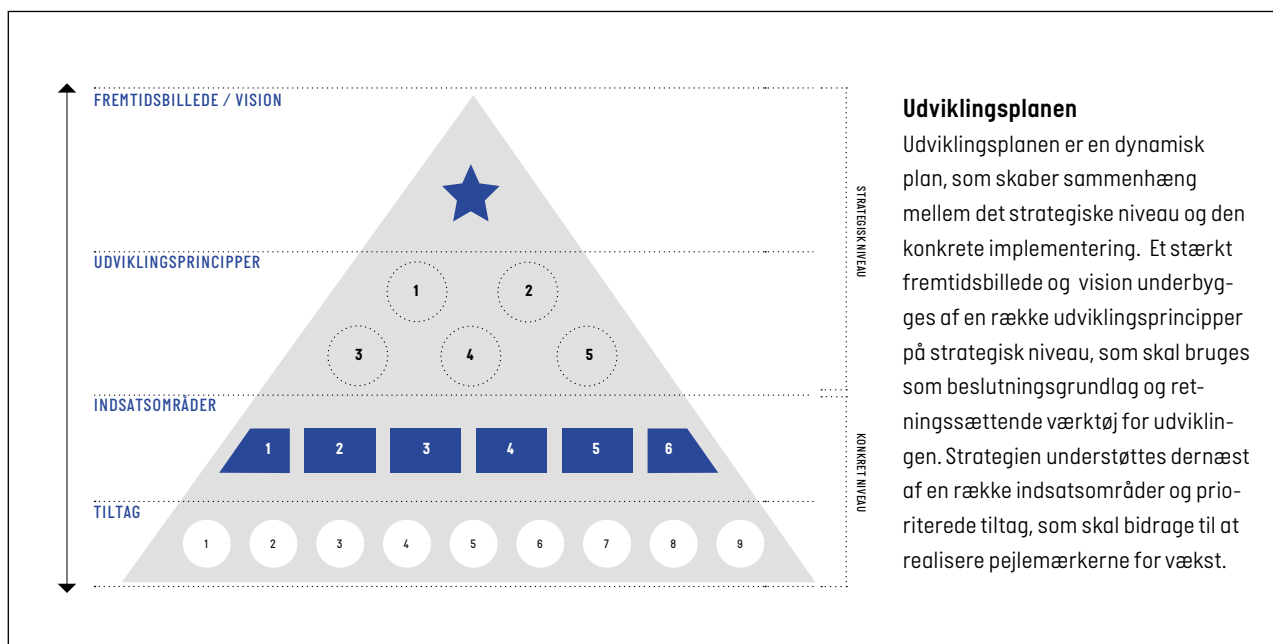 FREMTIDSBILLEDE / VISION
UDVIKLINGSPRINCIPPER
1 2
3 4 5
INDSATSOMRÅDER
1 2 3 4 5 6
TILTAG
1 2 3 4 5 6 7 8 9
STRATEGISK NIVEAU
KONKRET NIVEAU
Udviklingsplanen
Udviklingsplanen er en dynamisk
plan, som skaber sammenhæng
mellem det strategiske niveau og den
konkrete implementering. Et stærkt
fremtidsbillede og vision underbyg-
ges af en række udviklingsprincipper
på strategisk niveau, som skal bruges
som beslutningsgrundlag og ret-
ningssættende værktøj for udviklin-
gen. Strategien understøttes dernæst
af en række indsatsområder og prio-
riterede tiltag, som skal bidrage til at
realisere pejlemærkerne for vækst.